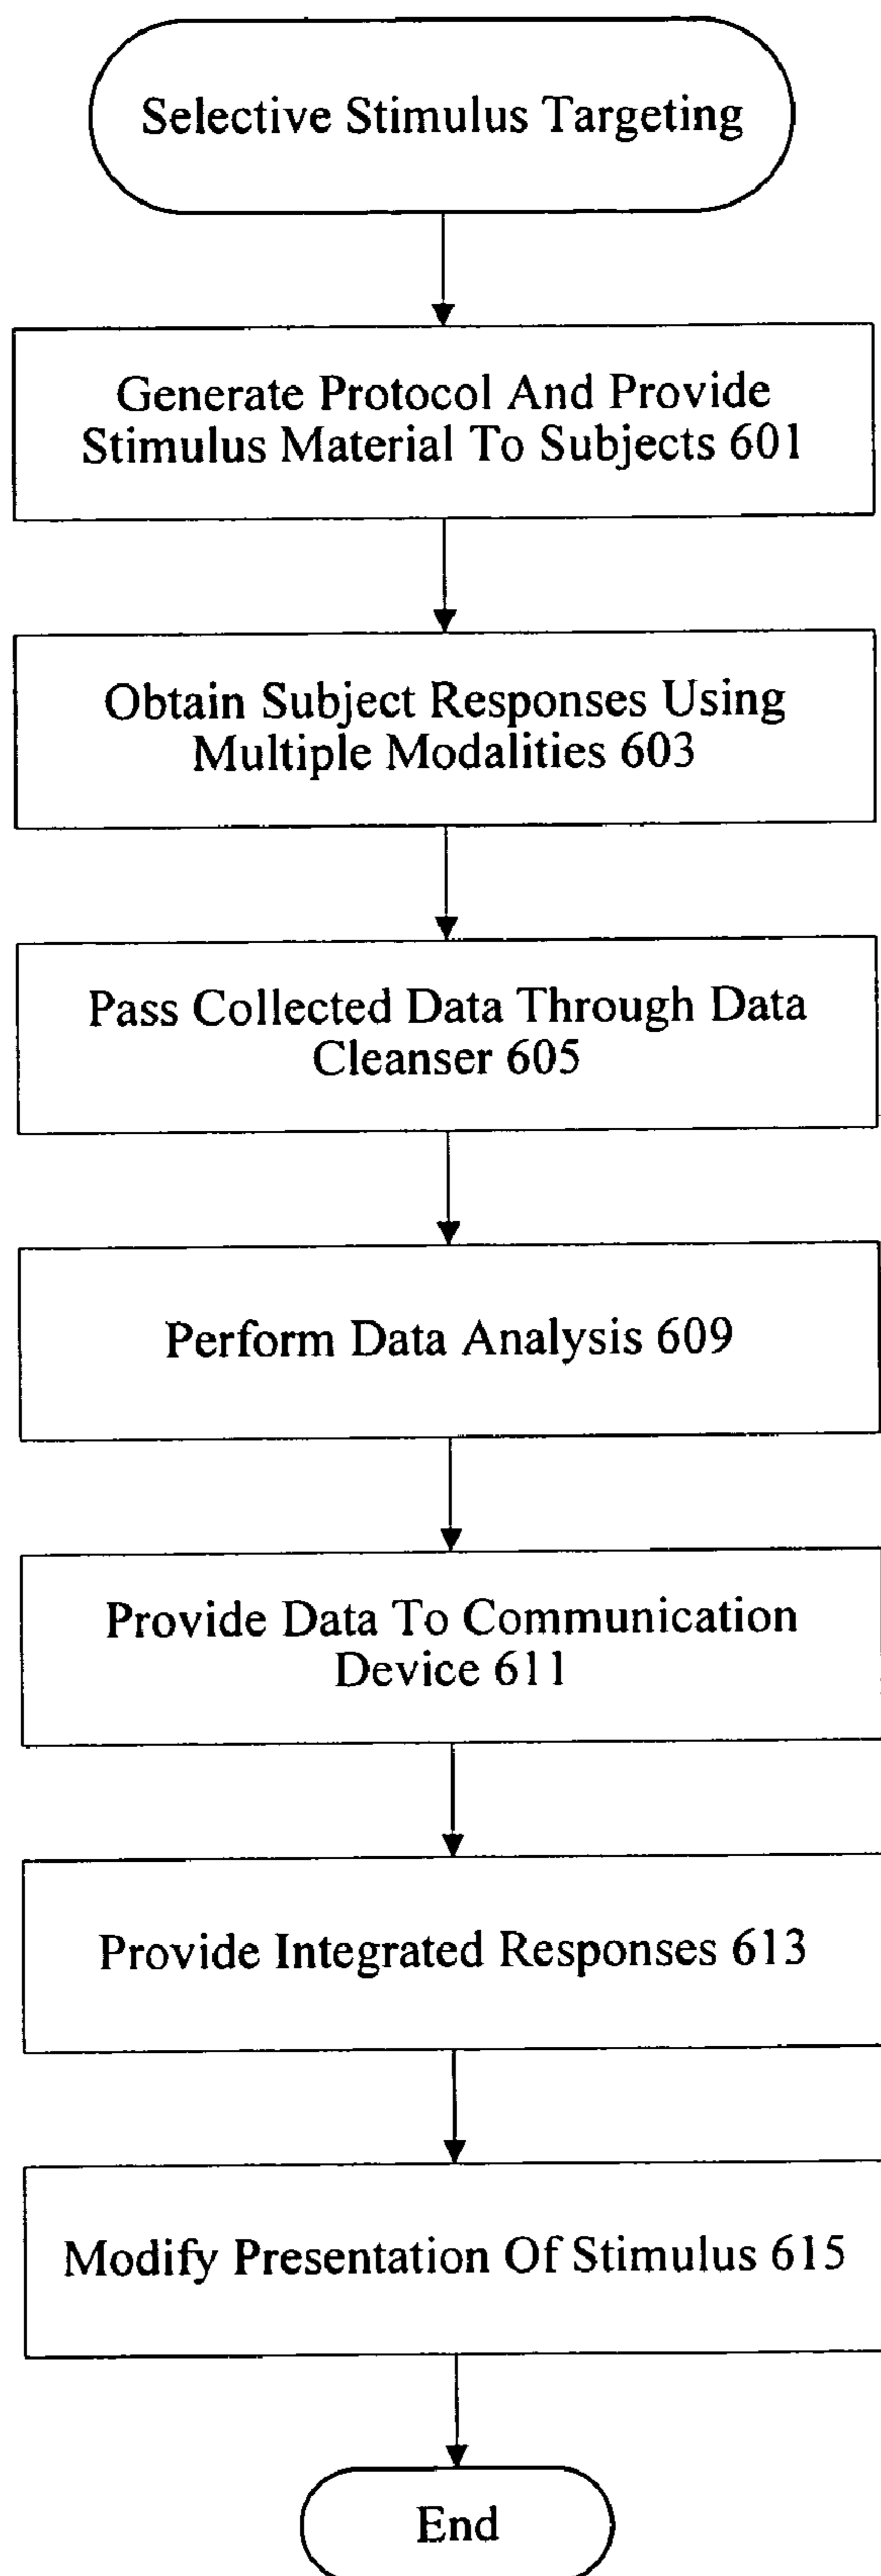 Selective Stimulus Targeting
Generate Protocol And Provide
Stimulus Material To Subjects 601
Obtain Subject Responses Using
Multiple Modalities 603
Pass Collected Data Through Data
Cleanser 605
Perform Data Analysis 609
Provide Data To Communication
Device 611
Provide Integrated Responses 613
Modify Presentation Of Stimulus 615
End